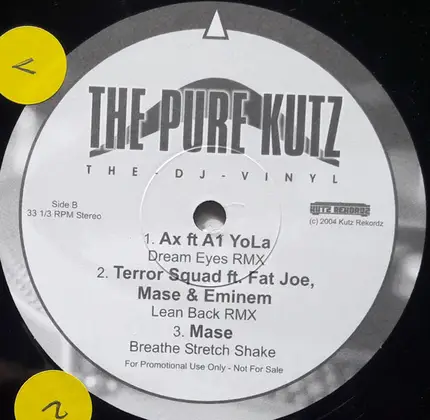 THE PURE KUTZ
THE - DJ - VINYL
Side B
33 1/3 RPM Stereo
KUTZ REKORDZ
(c) 2004 Kutz Rekordz
1. Ax ft A1 YoLa
Dream Eyes RMX
2. Terror Squad ft. Fat Joe,
Mase & Eminem
Lean Back RMX
3. Mase
Breathe Stretch Shake
For Promotional Use Only - Not For Sale
2